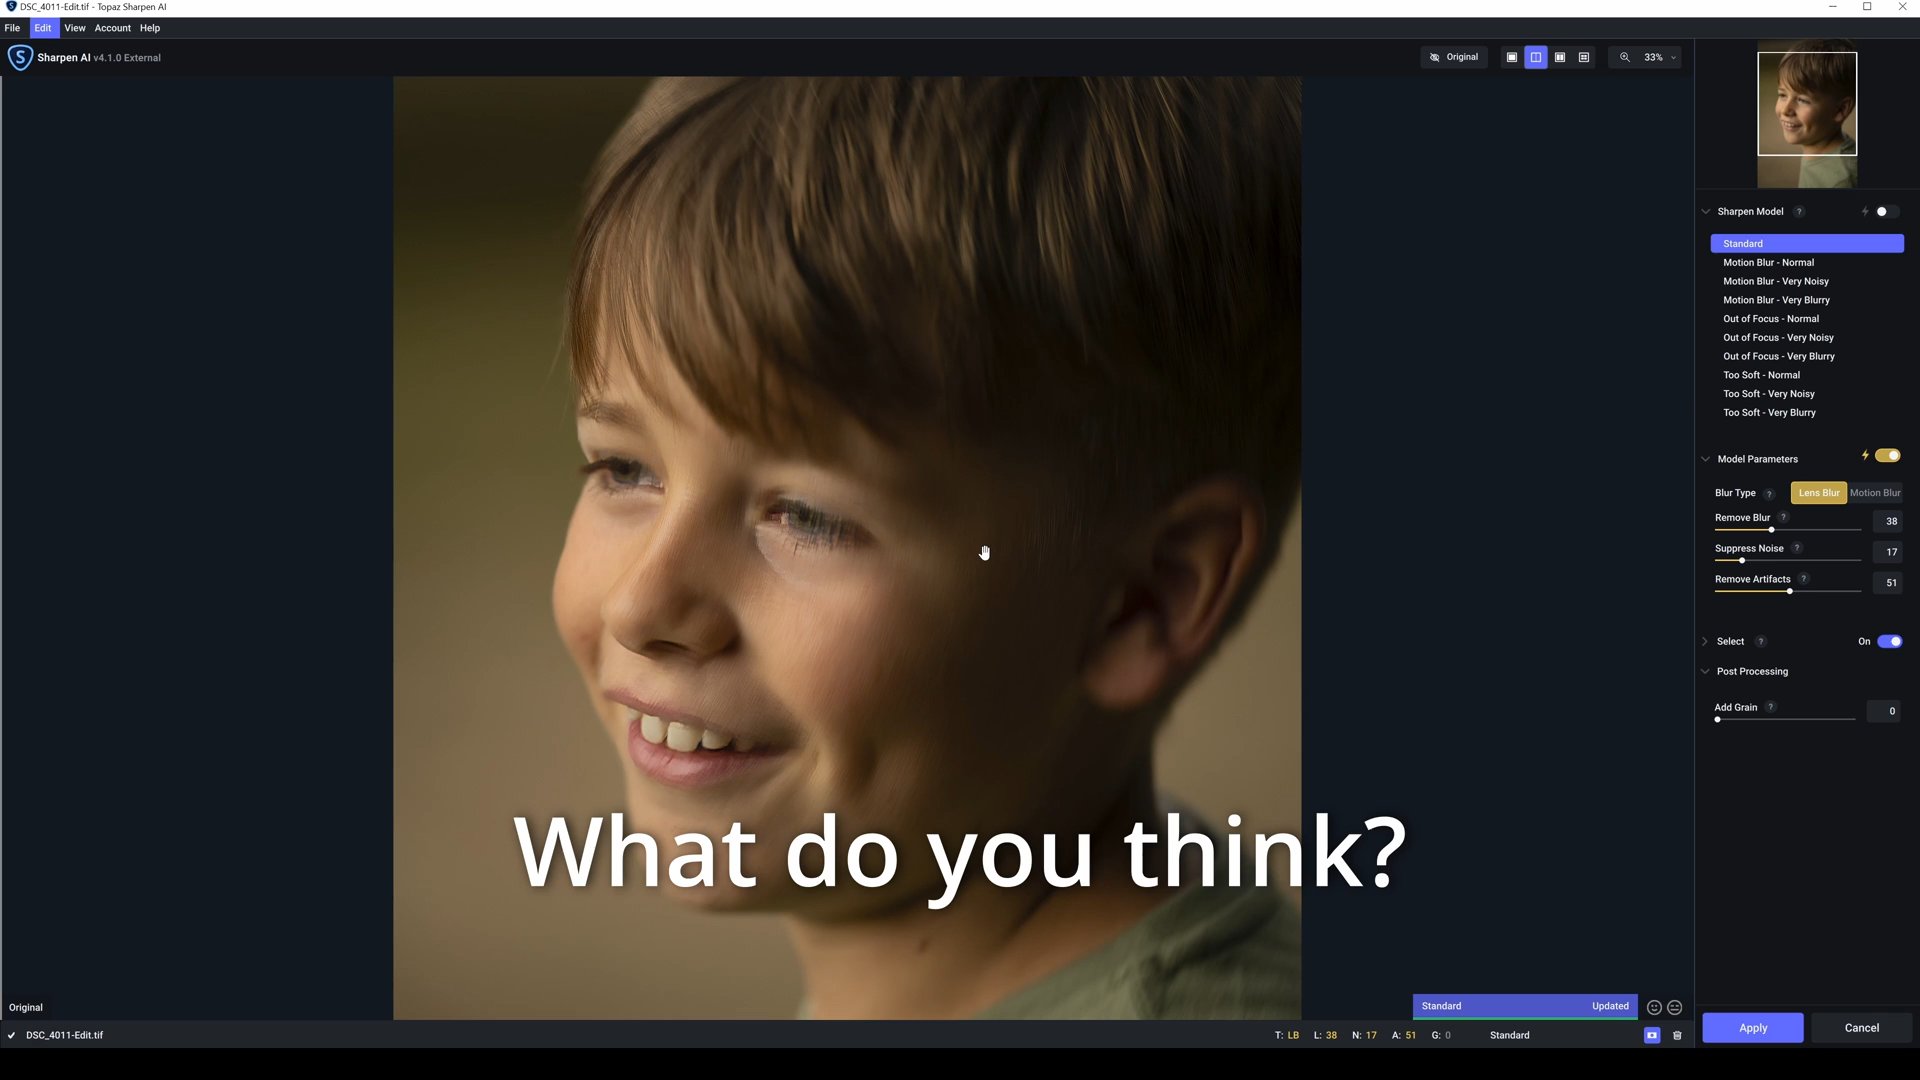 DSC_4011-Edit.tif - Topaz Sharpen AI
File Edit View Account Help
Sharpen AI v4.1.0 External
Original
33%
Sharpen Model ?
Standard
Motion Blur - Normal
Motion Blur - Very Noisy
Motion Blur - Very Blurry
Out of Focus - Normal
Out of Focus - Very Noisy
Out of Focus - Very Blurry
Too Soft - Normal
Too Soft - Very Noisy
Too Soft - Very Blurry
Model Parameters
Blur Type ? Lens Blur Motion Blur
Remove Blur ? 38
Suppress Noise ? 17
Remove Artifacts ? 51
Select ? On
Post Processing
Add Grain ? 0
What do you think?
Original
Standard Updated
DSC_4011-Edit.tif
T: LB L: 38 N: 17 A: 51 G: 0 Standard
Apply Cancel